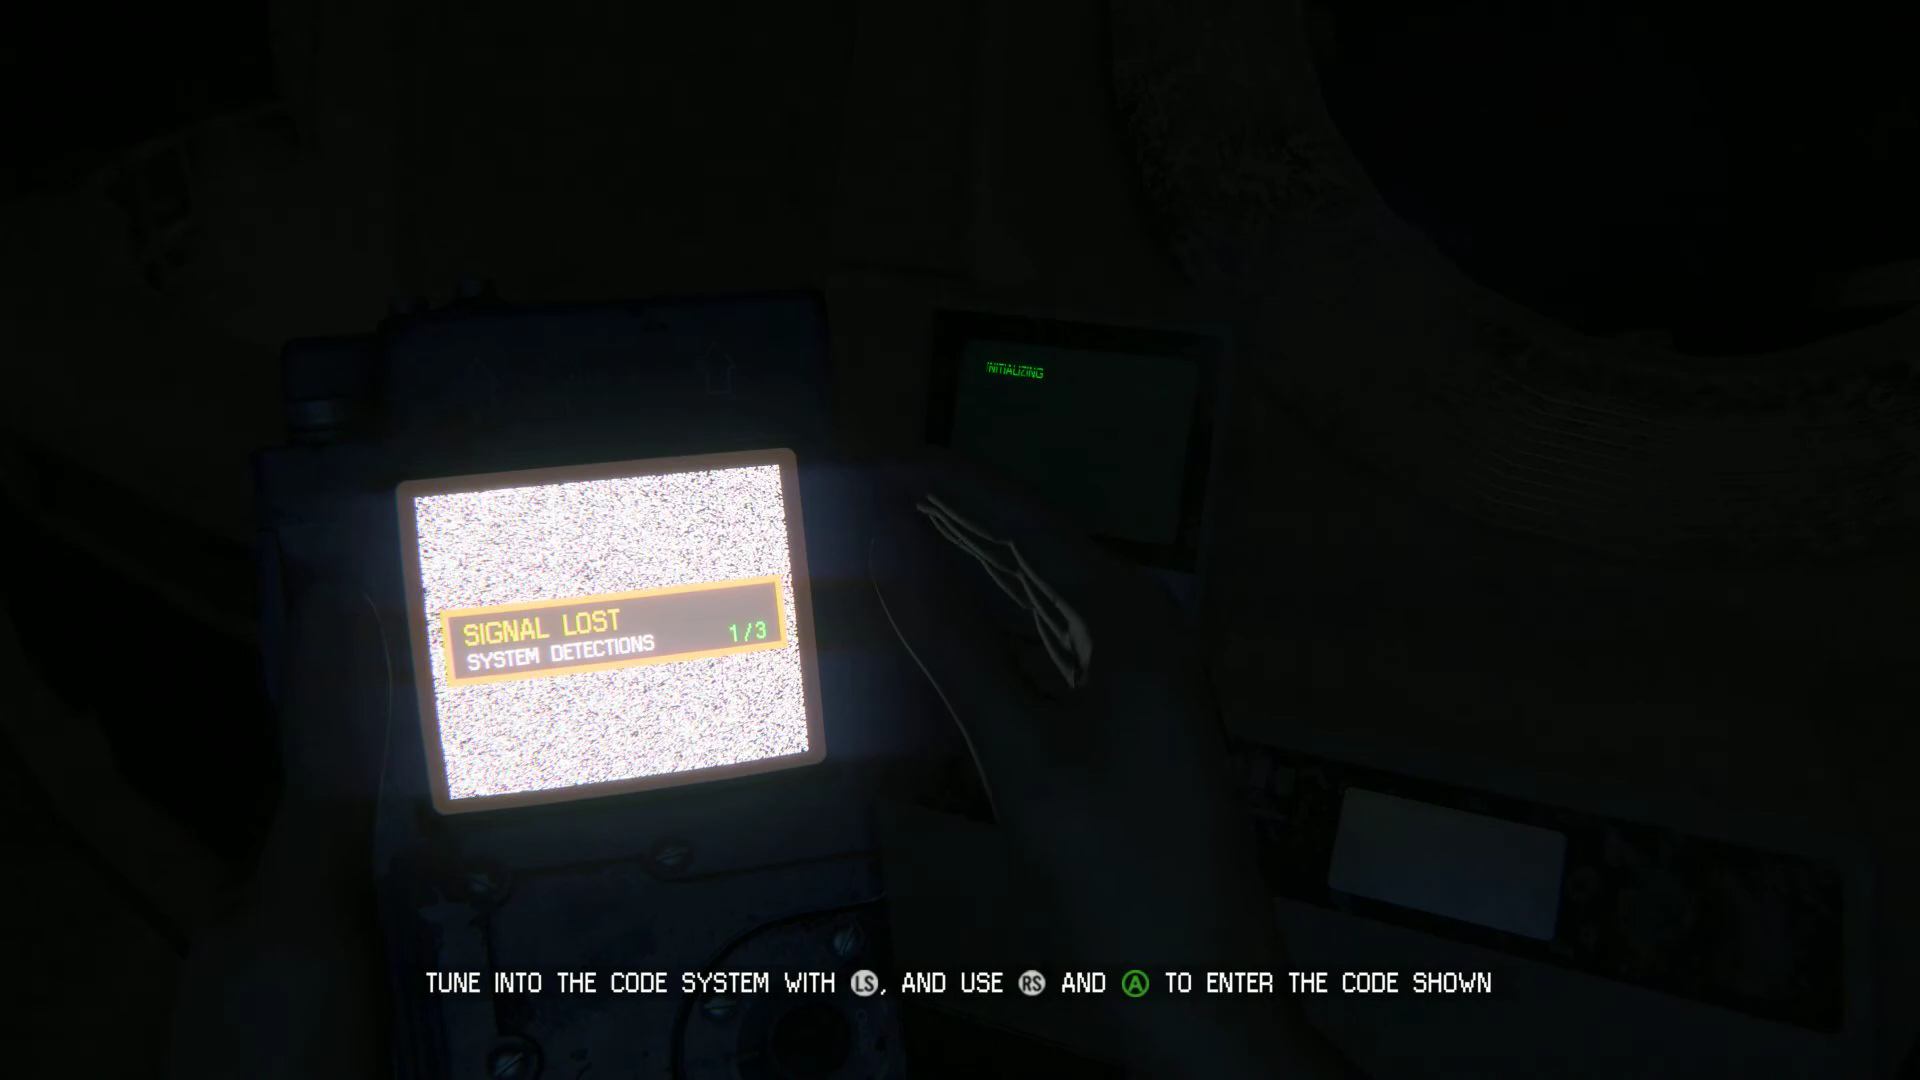 INITIALIZING
SIGNAL LOST
SYSTEM DETECTIONS 1/3
TUNE INTO THE CODE SYSTEM WITH LS, AND USE RS AND A TO ENTER THE CODE SHOWN